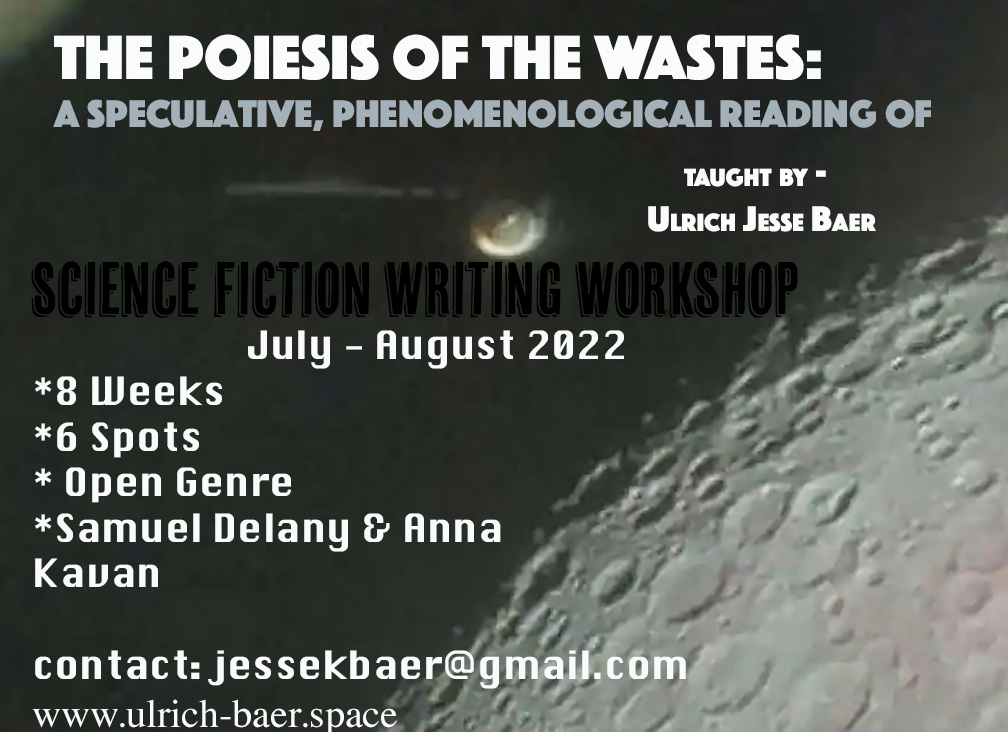 THE POIESIS OF THE WASTES:
A SPECULATIVE, PHENOMENOLOGICAL READING OF
TAUGHT BY -
ULRICH JESSE BAER
SCIENCE FICTION WRITING WORKSHOP
July - August 2022
*8 Weeks
*6 Spots
* Open Genre
*Samuel Delany & Anna
Kavan
contact: jessekbaer@gmail.com
www.ulrich-baer.space